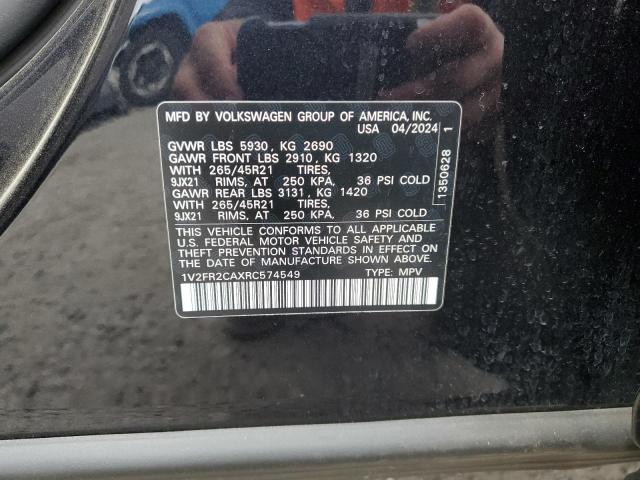 MFD BY VOLKSWAGEN GROUP OF AMERICA, INC.
USA 04/2024
GVWR LBS 5930, KG 2690
GAWR FRONT LBS 2910, KG 1320
WITH 265/45R21 TIRES,
9JX21 RIMS, AT 250 KPA, 36 PSI COLD
GAWR REAR LBS 3131, KG 1420
WITH 265/45R21 TIRES,
9JX21 RIMS, AT 250 KPA, 36 PSI COLD
THIS VEHICLE CONFORMS TO ALL APPLICABLE
U.S. FEDERAL MOTOR VEHICLE SAFETY AND
THEFT PREVENTION STANDARDS IN EFFECT ON THE
DATE OF MANUFACTURE SHOWN ABOVE.
1V2FR2CAXRC574549 TYPE: MPV
1350628 1